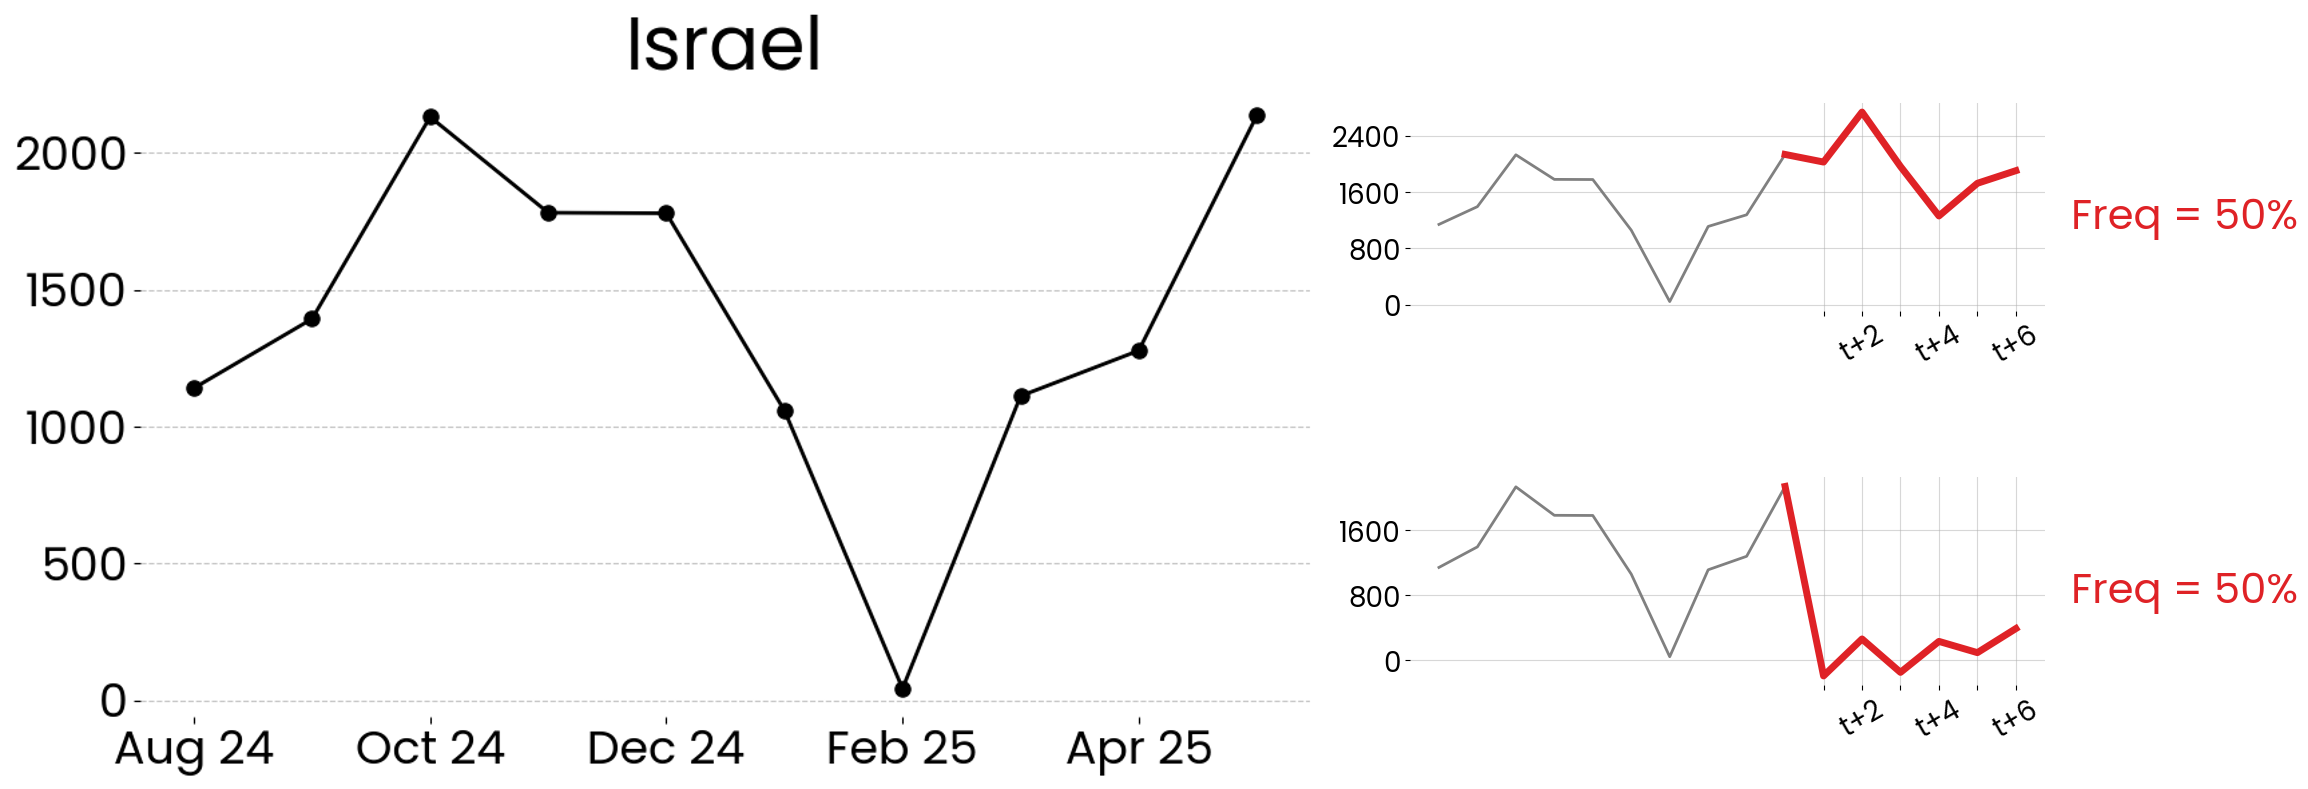 Israel
2000
1500
1000
500
0
Aug 24
Oct 24
Dec 24
Feb 25
Apr 25
2400
1600
800
0
t+2
t+4
t+6
Freq = 50%
1600
800
0
t+2
t+4
t+6
Freq = 50%